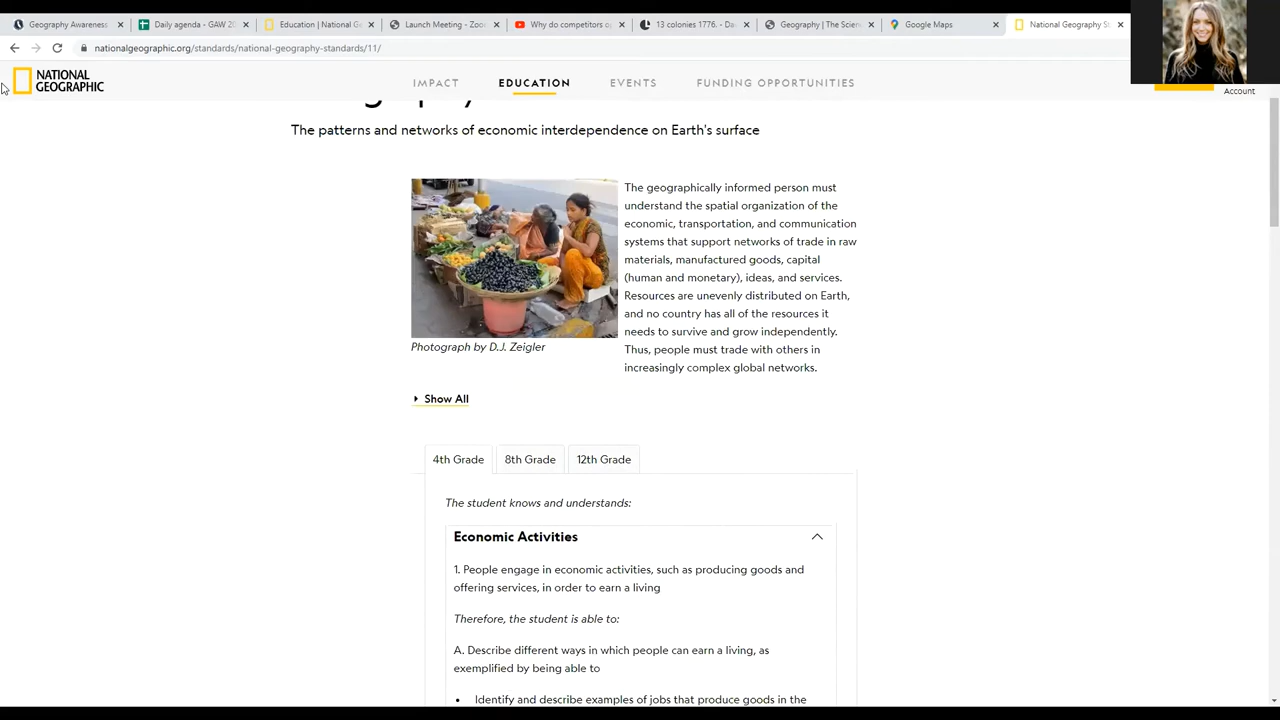 Geography Awareness
Daily agenda - GAW 20
Education | National Ge
Launch Meeting - Zoo
Why do competitors o
13 colonies 1776. - Da
Geography | The Scien
Google Maps
National Geography St
nationalgeographic.org/standards/national-geography-standards/11/
NATIONAL
GEOGRAPHIC
IMPACT
EDUCATION
EVENTS
FUNDING OPPORTUNITIES
Account
The patterns and networks of economic interdependence on Earth's surface
The geographically informed person must
understand the spatial organization of the
economic, transportation, and communication
systems that support networks of trade in raw
materials, manufactured goods, capital
(human and monetary), ideas, and services.
Resources are unevenly distributed on Earth,
and no country has all of the resources it
needs to survive and grow independently.
Thus, people must trade with others in
increasingly complex global networks.
Photograph by D.J. Zeigler
Show All
4th Grade
8th Grade
12th Grade
The student knows and understands:
Economic Activities
1. People engage in economic activities, such as producing goods and
offering services, in order to earn a living
Therefore, the student is able to:
A. Describe different ways in which people can earn a living, as
exemplified by being able to
• Identify and describe examples of jobs that produce goods in the